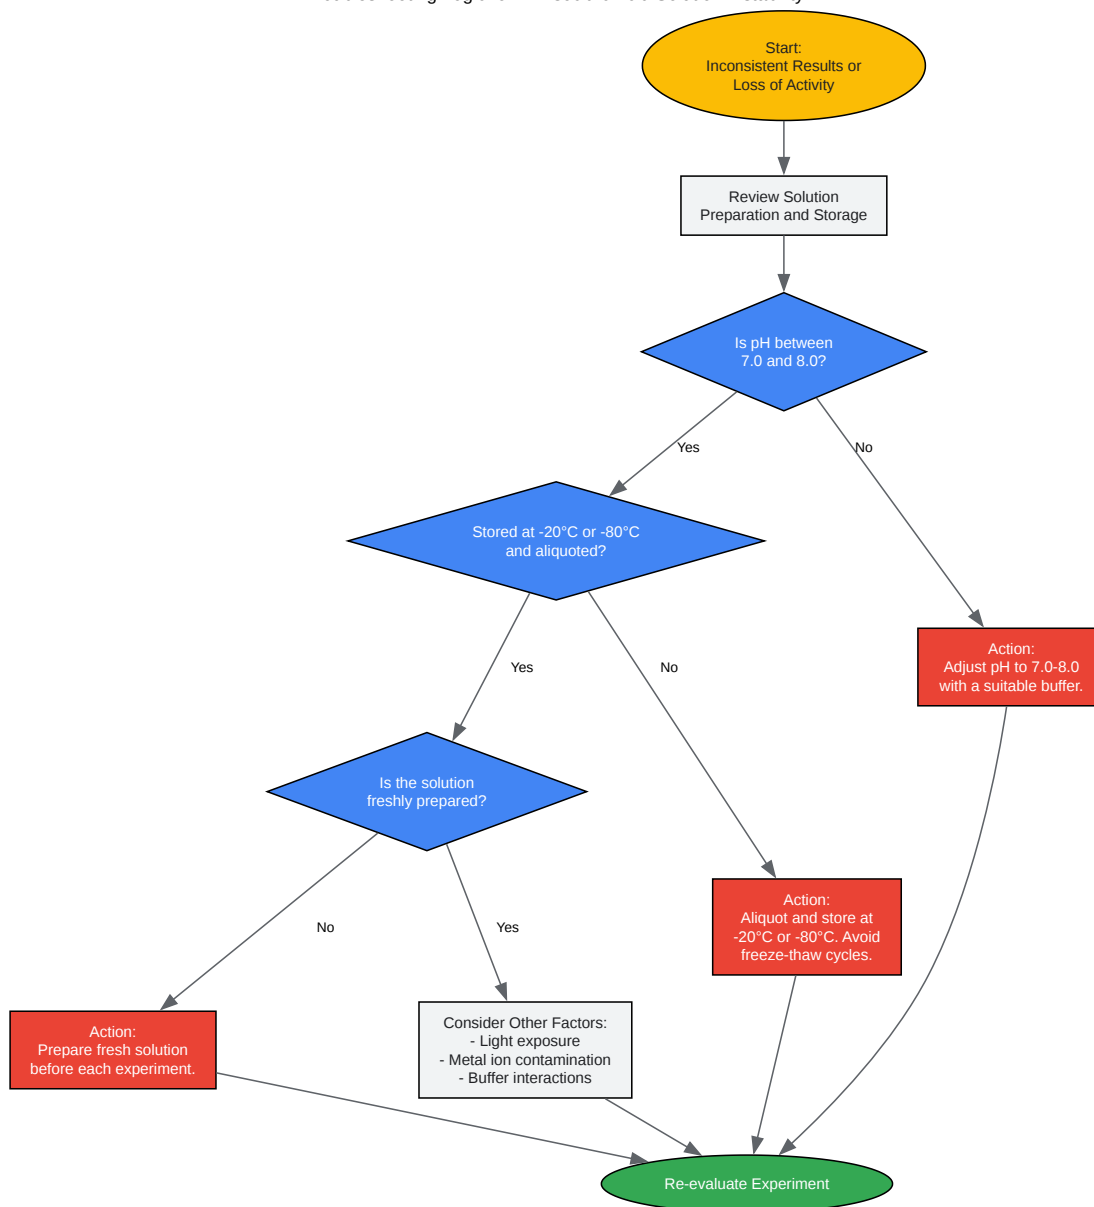 Start:
Inconsistent Results or
Loss of Activity
Review Solution
Preparation and Storage
Is pH between
7.0 and 8.0?
Yes
No
Stored at -20°C or -80°C
and aliquoted?
Yes
No
Action:
Adjust pH to 7.0-8.0
with a suitable buffer.
Is the solution
freshly prepared?
No
Yes
Action:
Aliquot and store at
-20°C or -80°C. Avoid
freeze-thaw cycles.
Action:
Prepare fresh solution
before each experiment.
Consider Other Factors:
- Light exposure
- Metal ion contamination
- Buffer interactions
Re-evaluate Experiment